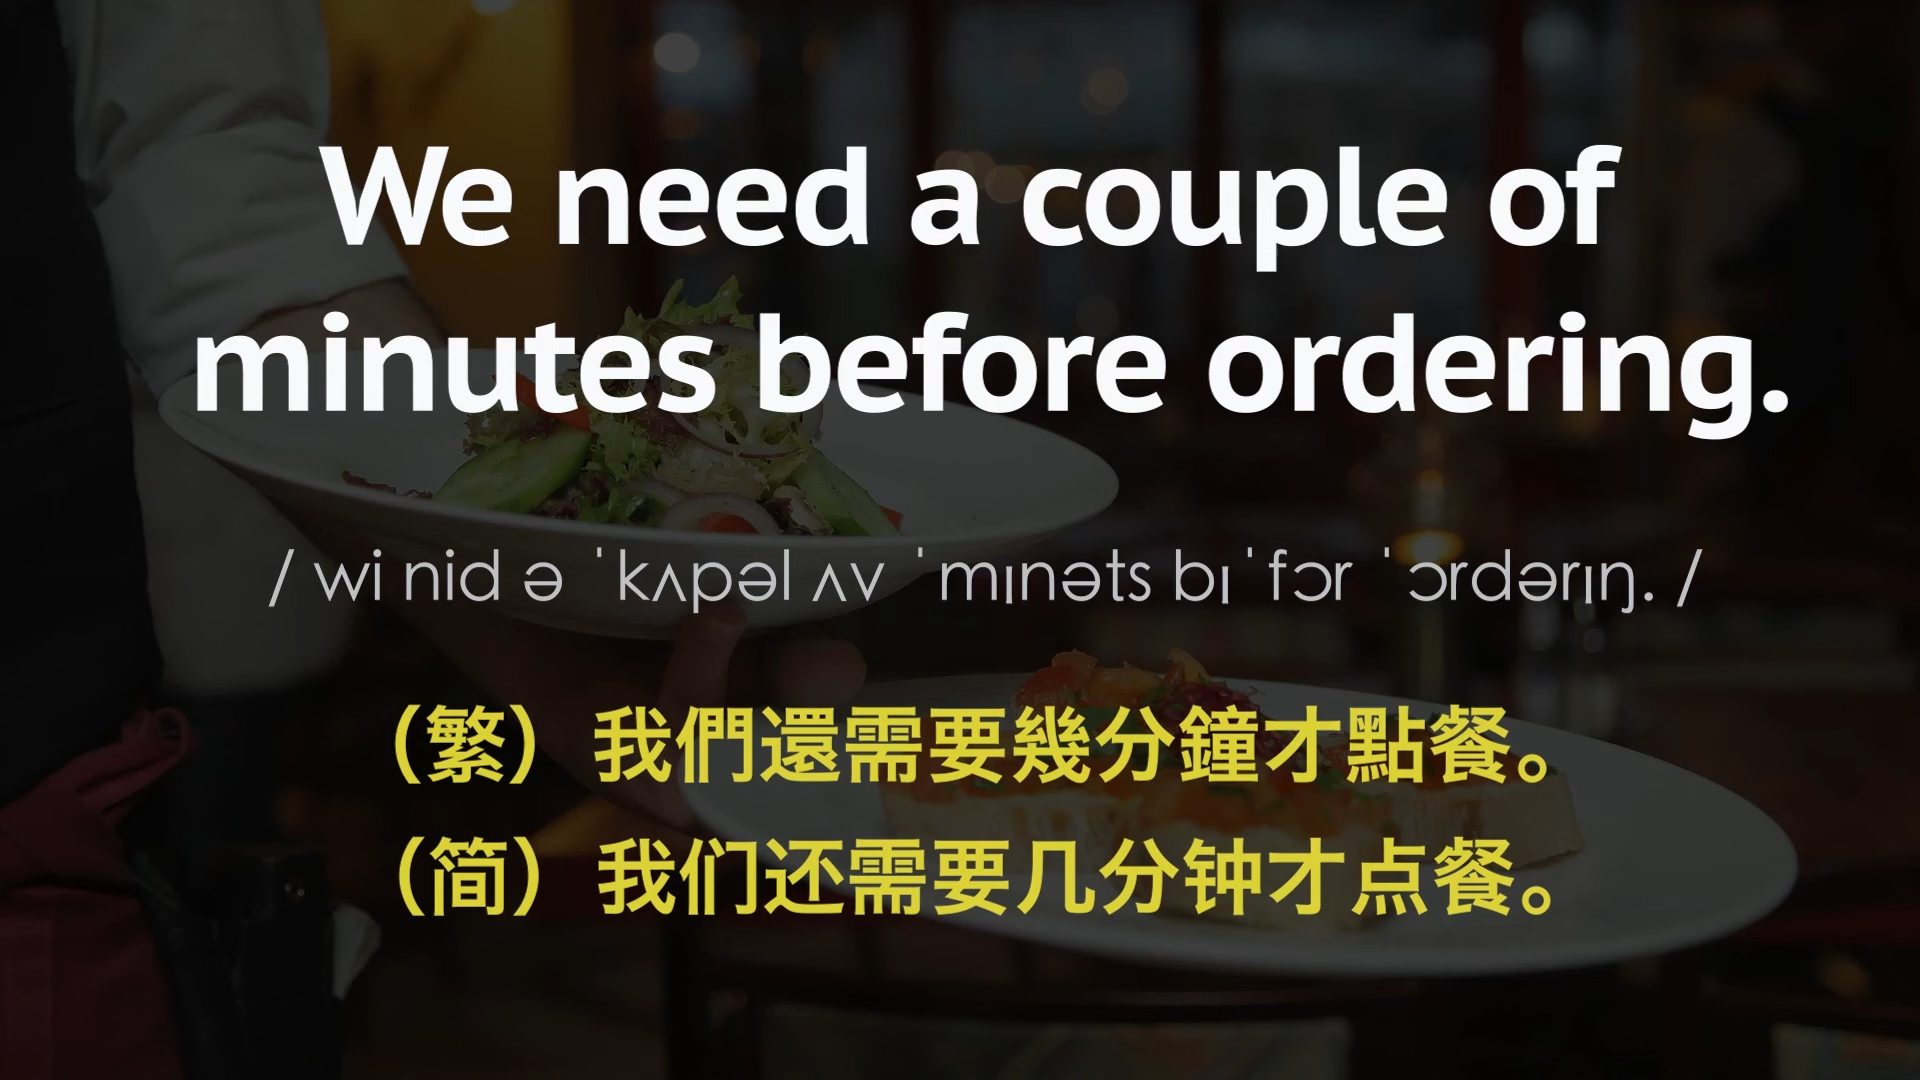 We need a couple of
minutes before ordering.
/ wi nid ə ˈkʌpəl ʌv ˈmɪnəts bɪˈfɔr ˈɔrdərɪŋ. /
（繁）我們還需要幾分鐘才點餐。
（简）我们还需要几分钟才点餐。